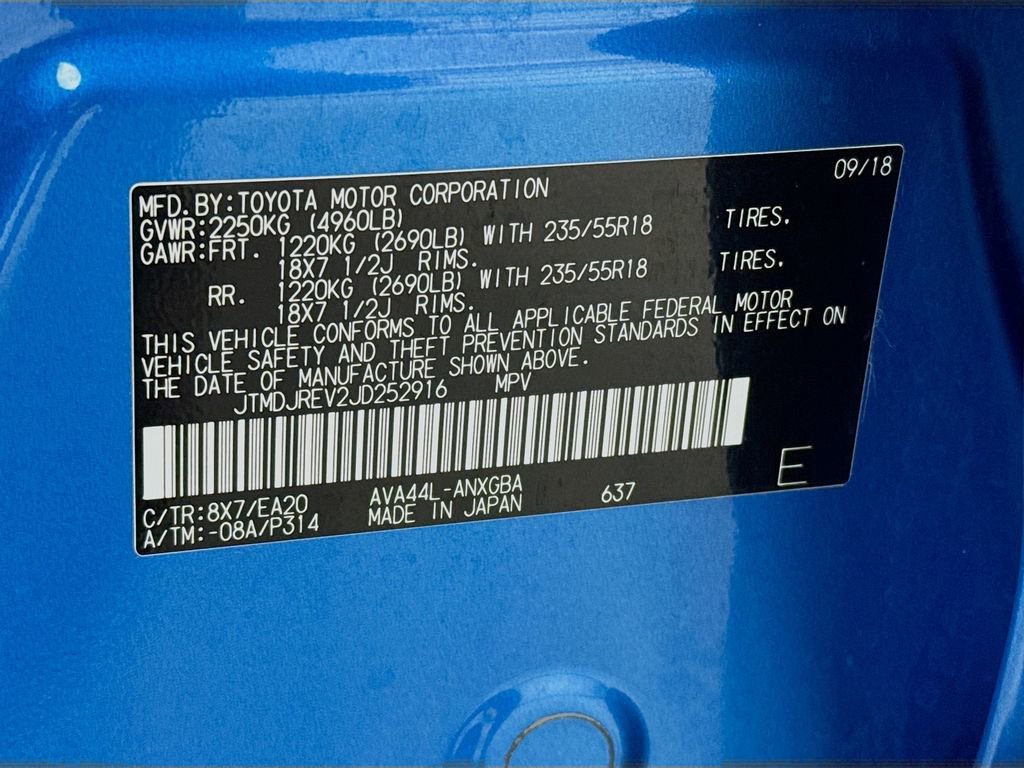 09/18
MFD.BY:TOYOTA MOTOR CORPORATION
GVWR:2250KG (4960LB)
GAWR:FRT. 1220KG (2690LB) WITH 235/55R18 TIRES.
18X7 1/2J RIMS.
RR. 1220KG (2690LB) WITH 235/55R18 TIRES.
18X7 1/2J RIMS.
THIS VEHICLE CONFORMS TO ALL APPLICABLE FEDERAL MOTOR
VEHICLE SAFETY AND THEFT PREVENTION STANDARDS IN EFFECT ON
THE DATE OF MANUFACTURE SHOWN ABOVE.
JTMDJREV2JD252916 MPV
C/TR:8X7/EA20 AVA44L-ANXGBA 637 E
A/TM:-08A/P314 MADE IN JAPAN